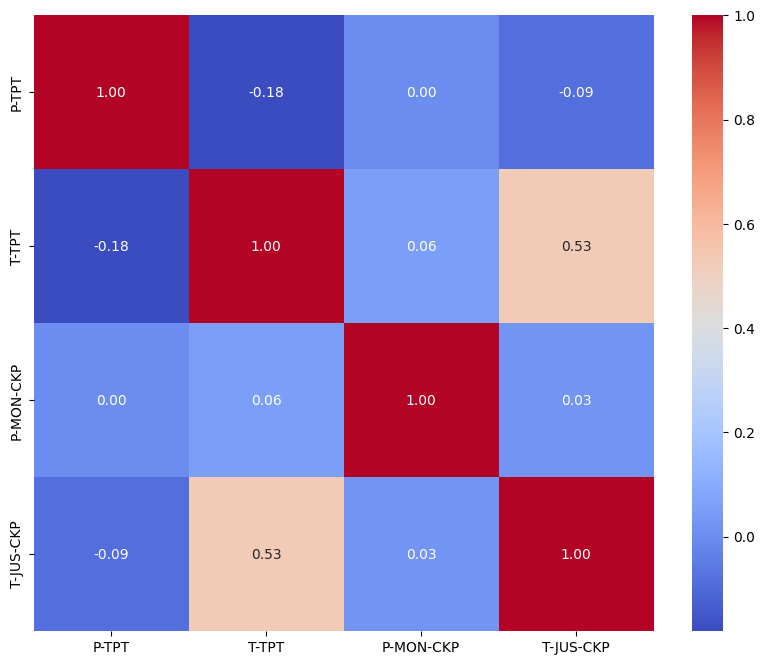 P-TPT 1.00 -0.18 0.00 -0.09
T-TPT -0.18 1.00 0.06 0.53
P-MON-CKP 0.00 0.06 1.00 0.03
T-JUS-CKP -0.09 0.53 0.03 1.00
P-TPT T-TPT P-MON-CKP T-JUS-CKP
1.0
0.8
0.6
0.4
0.2
0.0